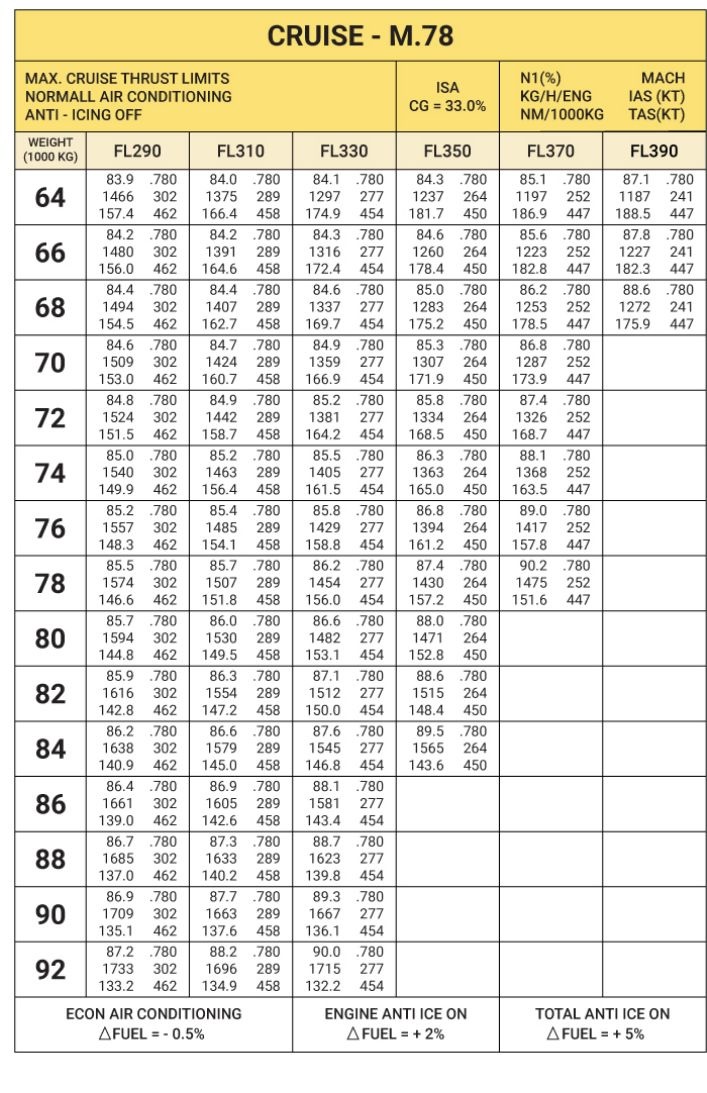 CRUISE - M.78
MAX. CRUISE THRUST LIMITS
NORMALL AIR CONDITIONING
ANTI - ICING OFF
ISA
CG = 33.0%
N1(%) MACH
KG/H/ENG IAS (KT)
NM/1000KG TAS(KT)
WEIGHT
(1000 KG) FL290 FL310 FL330 FL350 FL370 FL390
83.9 .780 84.0 .780 84.1 .780 84.3 .780 85.1 .780 87.1 .780
64 1466 302 1375 289 1297 277 1237 264 1197 252 1187 241
157.4 462 166.4 458 174.9 454 181.7 450 186.9 447 188.5 447
84.2 .780 84.2 .780 84.3 .780 84.6 .780 85.6 .780 87.8 .780
66 1480 302 1391 289 1316 277 1260 264 1223 252 1227 241
156.0 462 164.6 458 172.4 454 178.4 450 182.8 447 182.3 447
84.4 .780 84.4 .780 84.6 .780 85.0 .780 86.2 .780 88.6 .780
68 1494 302 1407 289 1337 277 1283 264 1253 252 1272 241
154.5 462 162.7 458 169.7 454 175.2 450 178.5 447 175.9 447
84.6 .780 84.7 .780 84.9 .780 85.3 .780 86.8 .780
70 1509 302 1424 289 1359 277 1307 264 1287 252
153.0 462 160.7 458 166.9 454 171.9 450 173.9 447
84.8 .780 84.9 .780 85.2 .780 85.8 .780 87.4 .780
72 1524 302 1442 289 1381 277 1334 264 1326 252
151.5 462 158.7 458 164.2 454 168.5 450 168.7 447
85.0 .780 85.2 .780 85.5 .780 86.3 .780 88.1 .780
74 1540 302 1463 289 1405 277 1363 264 1368 252
149.9 462 156.4 458 161.5 454 165.0 450 163.5 447
85.2 .780 85.4 .780 85.8 .780 86.8 .780 89.0 .780
76 1557 302 1485 289 1429 277 1394 264 1417 252
148.3 462 154.1 458 158.8 454 161.2 450 157.8 447
85.5 .780 85.7 .780 86.2 .780 87.4 .780 90.2 .780
78 1574 302 1507 289 1454 277 1430 264 1475 252
146.6 462 151.8 458 156.0 454 157.2 450 151.6 447
85.7 .780 86.0 .780 86.6 .780 88.0 .780
80 1594 302 1530 289 1482 277 1471 264
144.8 462 149.5 458 153.1 454 152.8 450
85.9 .780 86.3 .780 87.1 .780 88.6 .780
82 1616 302 1554 289 1512 277 1515 264
142.8 462 147.2 458 150.0 454 148.4 450
86.2 .780 86.6 .780 87.6 .780 89.5 .780
84 1638 302 1579 289 1545 277 1565 264
140.9 462 145.0 458 146.8 454 143.6 450
86.4 .780 86.9 .780 88.1 .780
86 1661 302 1605 289 1581 277
139.0 462 142.6 458 143.4 454
86.7 .780 87.3 .780 88.7 .780
88 1685 302 1633 289 1623 277
137.0 462 140.2 458 139.8 454
86.9 .780 87.7 .780 89.3 .780
90 1709 302 1663 289 1667 277
135.1 462 137.6 458 136.1 454
87.2 .780 88.2 .780 90.0 .780
92 1733 302 1696 289 1715 277
133.2 462 134.9 458 132.2 454
ECON AIR CONDITIONING ENGINE ANTI ICE ON TOTAL ANTI ICE ON
△FUEL = - 0.5% △FUEL = + 2% △FUEL = + 5%